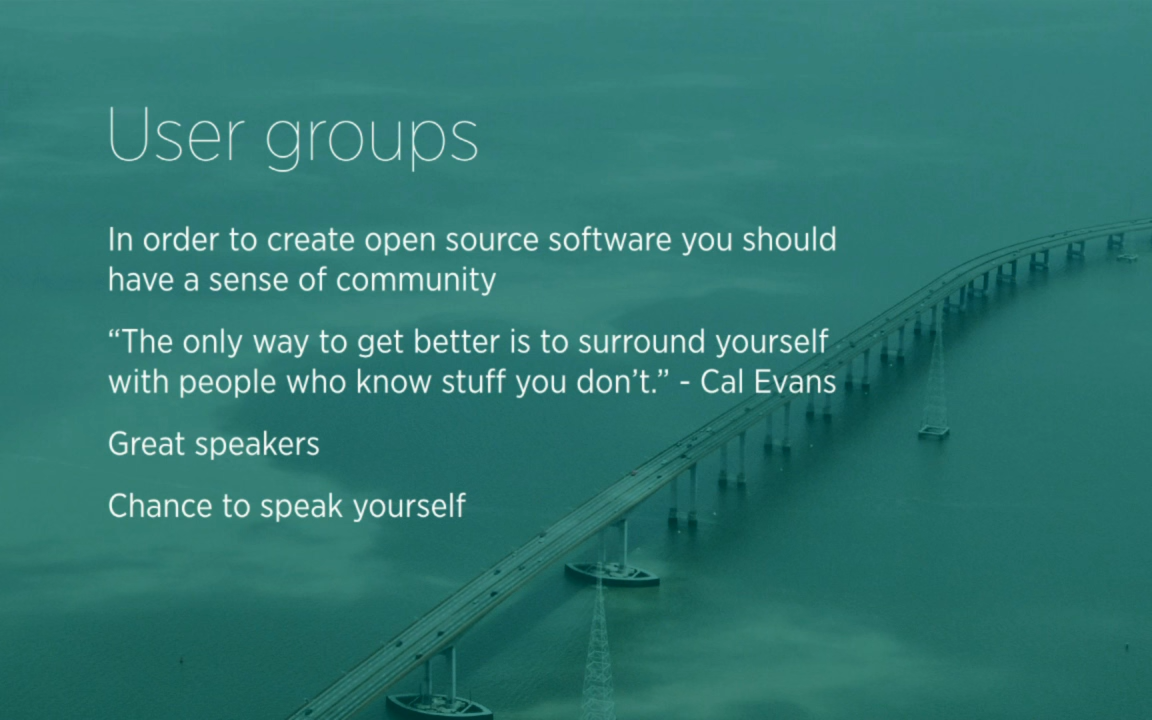 User groups
In order to create open source software you should
have a sense of community
“The only way to get better is to surround yourself
with people who know stuff you don’t.” - Cal Evans
Great speakers
Chance to speak yourself